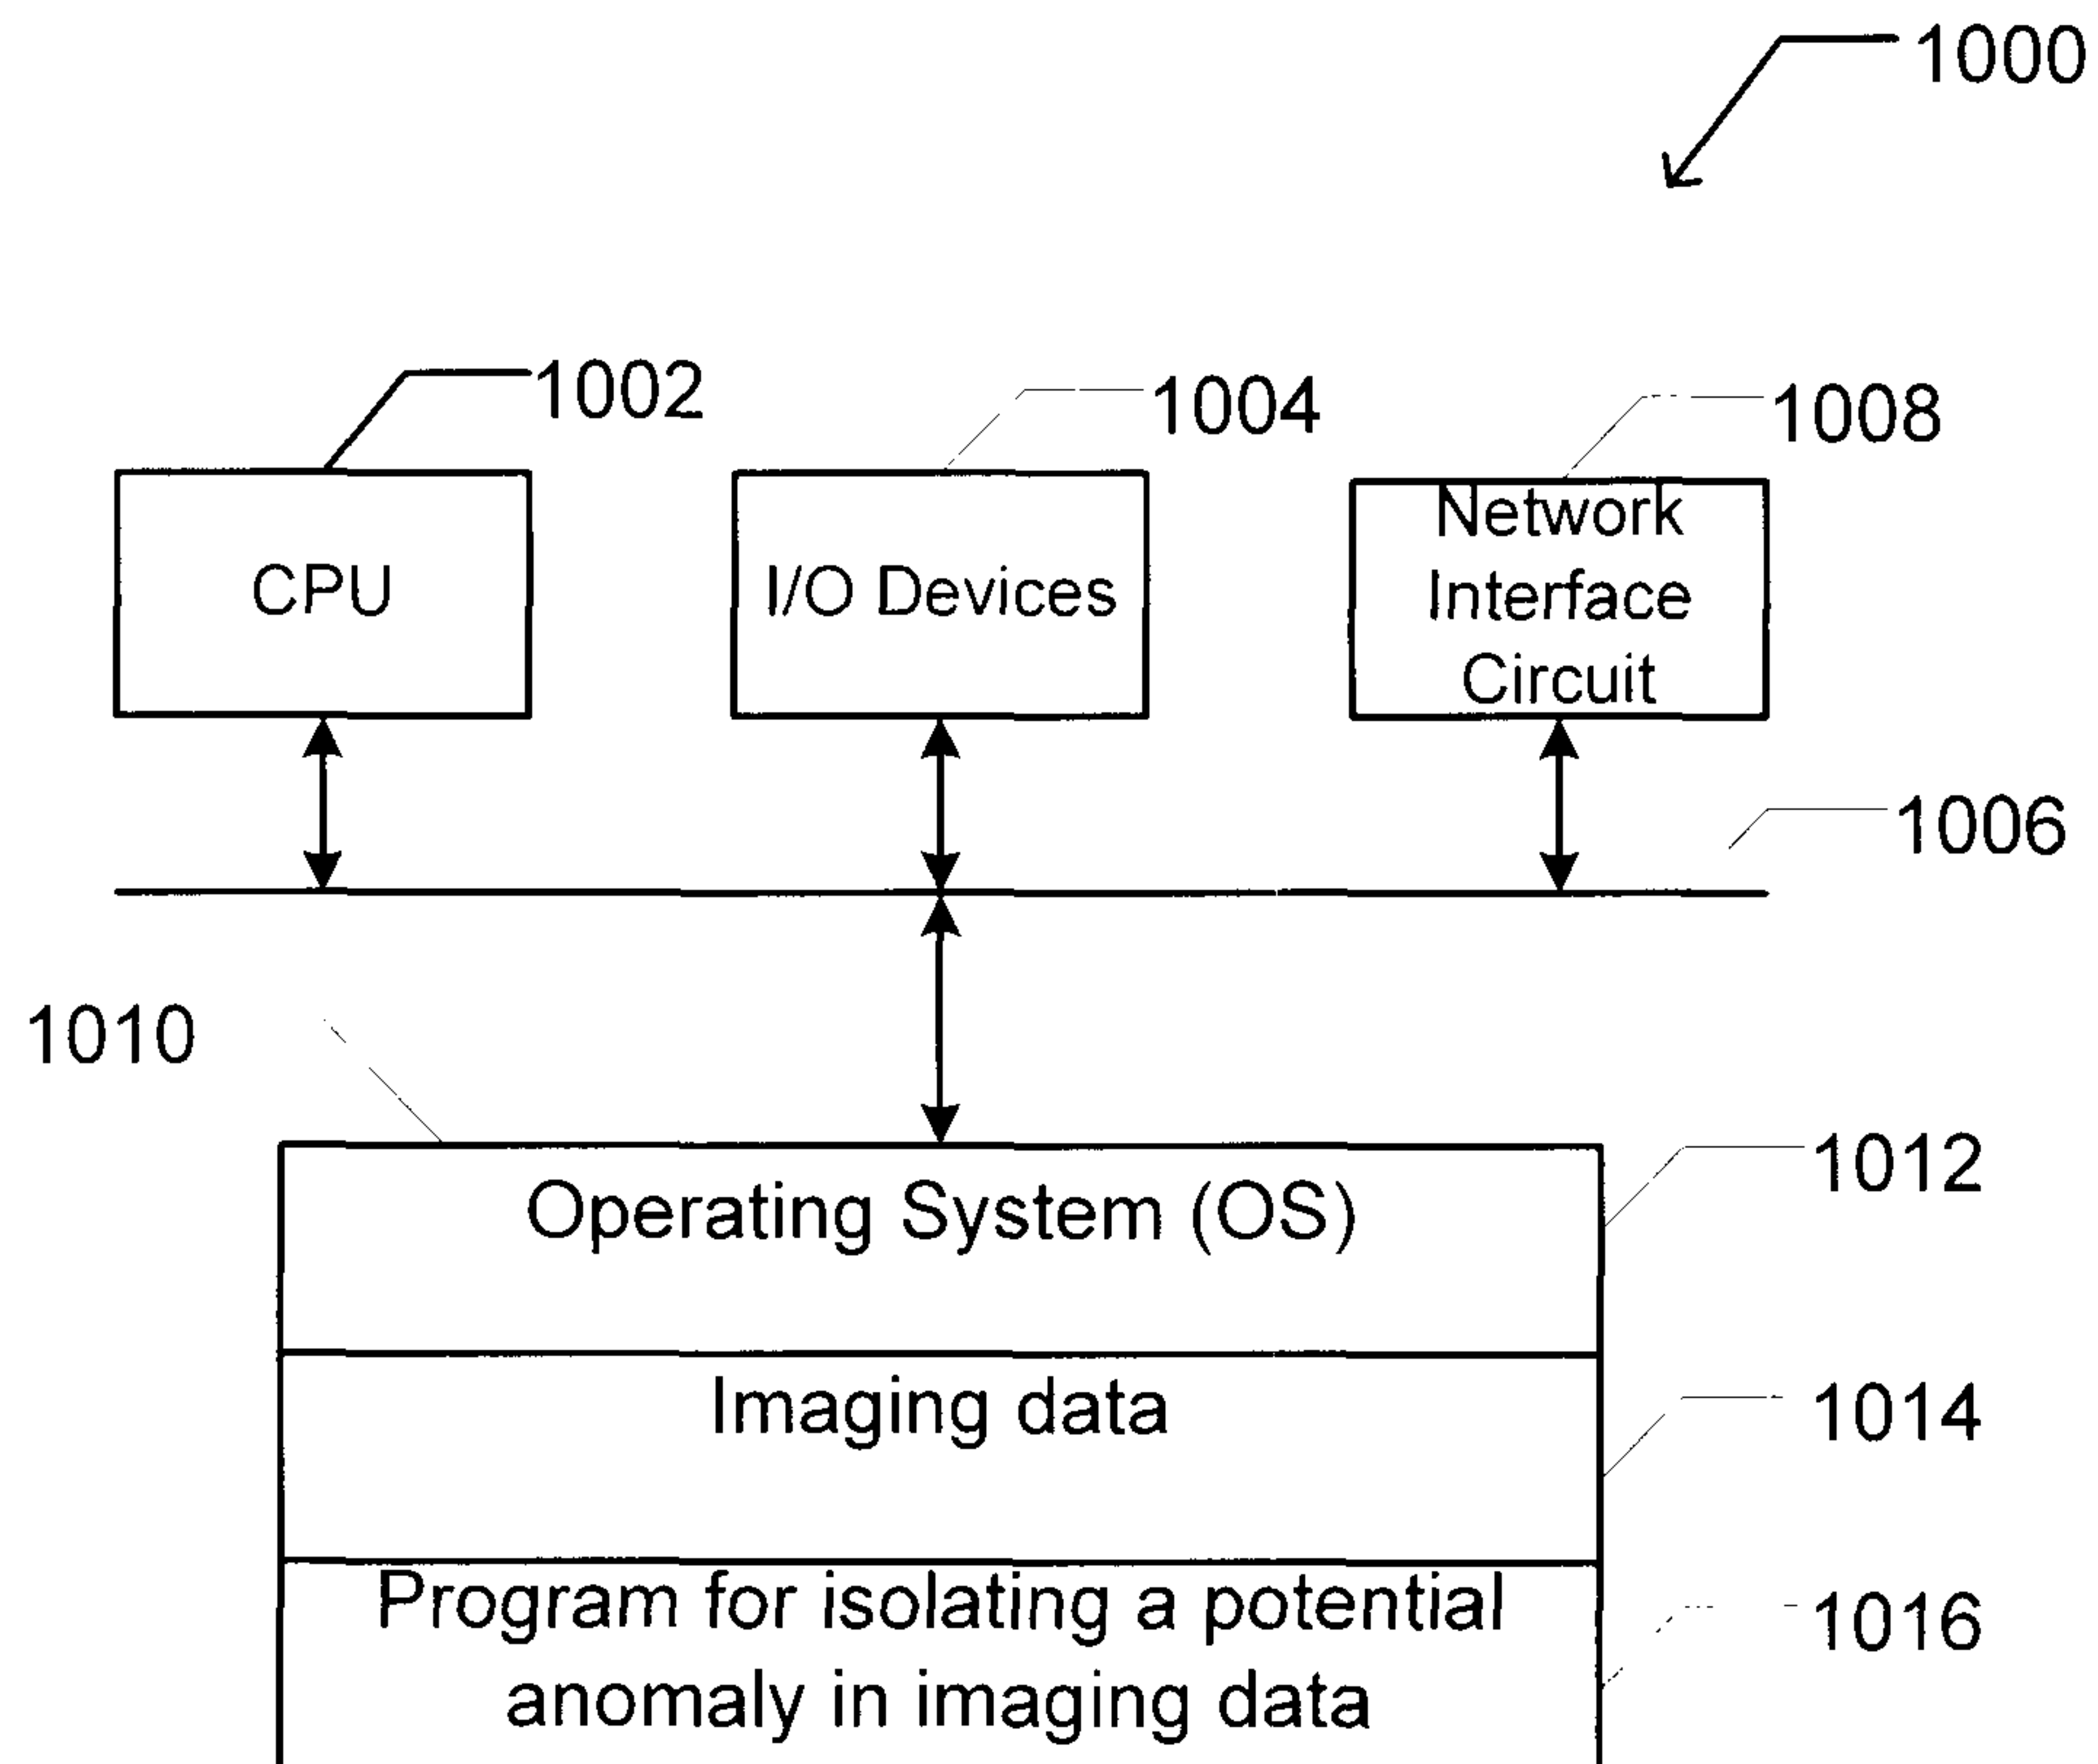 1000
1002
1004
1008
CPU
I/O Devices
Network
Interface
Circuit
1006
1010
1012
Operating System (OS)
Imaging data
1014
Program for isolating a potential
anomaly in imaging data
1016